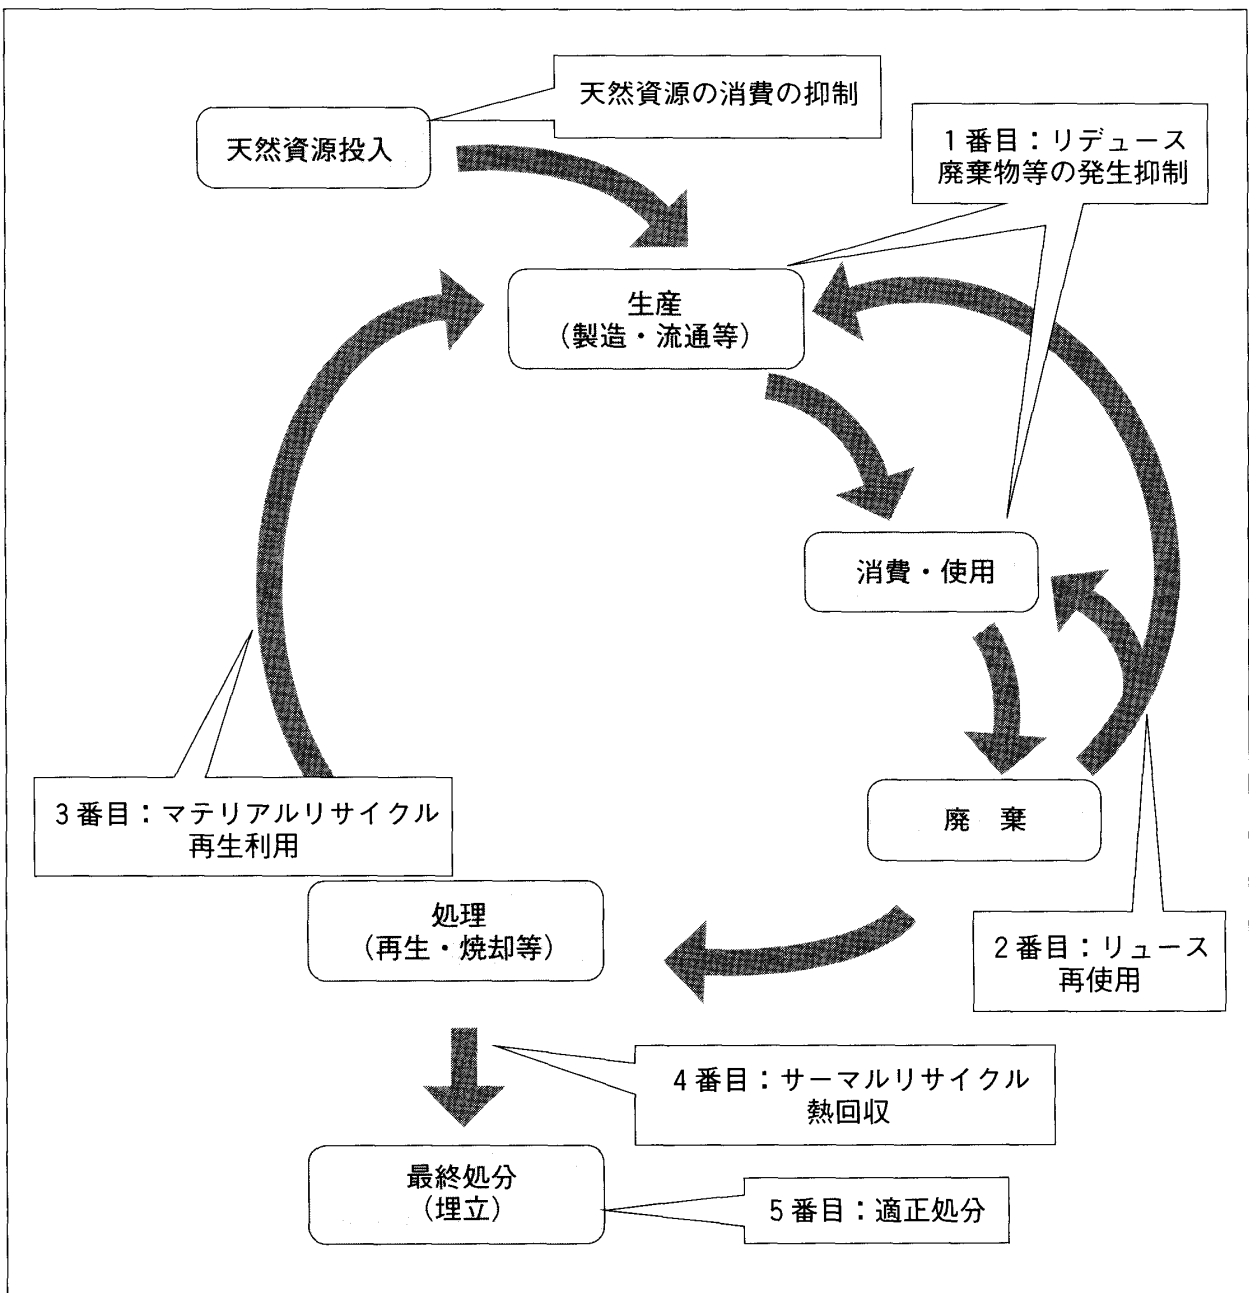 天然資源の消費の抑制
天然資源投入
1番目：リデュース
廃棄物等の発生抑制
生産
（製造・流通等）
消費・使用
3番目：マテリアルリサイクル
再生利用
廃　棄
処理
（再生・焼却等）
2番目：リュース
再使用
4番目：サーマルリサイクル
熱回収
最終処分
（埋立）
5番目：適正処分